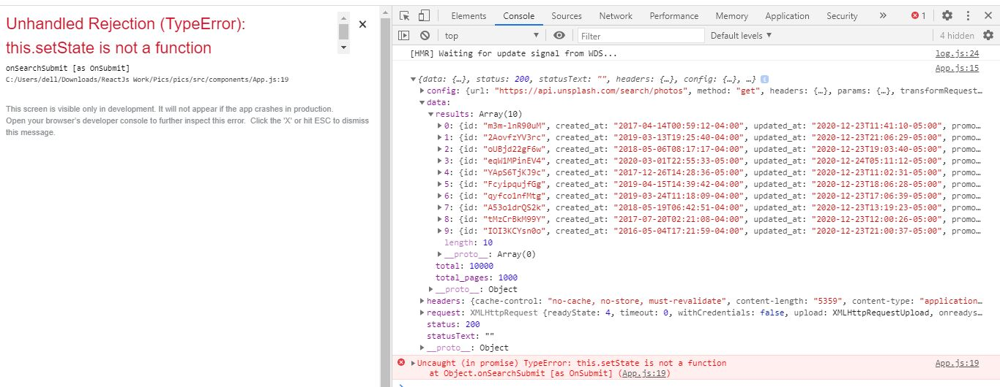 Unhandled Rejection (TypeError):
this.setState is not a function
onSearchSubmit [as OnSubmit]
C:/Users/dell/Downloads/ReactJs Work/Pics/pics/src/components/App.js:19
This screen is visible only in development. It will not appear if the app crashes in production.
Open your browser's developer console to further inspect this error.  Click the 'X' or hit ESC to dismiss
this message.
Elements Console Sources Network Performance Memory Application Security » 1
top Filter Default levels ▼ 4 hidden
[HMR] Waiting for update signal from WDS... log.js:24
App.js:15
{data: {…}, status: 200, statusText: "", headers: {…}, config: {…}, …}
config: {url: "https://api.unsplash.com/search/photos", method: "get", headers: {…}, params: {…}, transformRequest…
data:
results: Array(10)
0: {id: "m3m-lnR90uM", created_at: "2017-04-14T00:59:12-04:00", updated_at: "2020-12-23T11:41:10-05:00", promo…
1: {id: "2AovfzYV3rc", created_at: "2019-03-13T19:25:40-04:00", updated_at: "2020-12-23T21:06:29-05:00", promo…
2: {id: "oUBjd22gF6w", created_at: "2018-05-06T08:17:17-04:00", updated_at: "2020-12-23T19:03:40-05:00", promo…
3: {id: "eqW1MPinEV4", created_at: "2020-03-01T22:55:33-05:00", updated_at: "2020-12-24T05:11:12-05:00", promo…
4: {id: "YApS6TjKJ9c", created_at: "2017-12-26T14:28:36-05:00", updated_at: "2020-12-23T11:02:31-05:00", promo…
5: {id: "FcyipqujfGg", created_at: "2019-04-15T14:39:42-04:00", updated_at: "2020-12-23T18:06:28-05:00", promo…
6: {id: "qyfco1nfMtg", created_at: "2019-03-24T11:18:09-04:00", updated_at: "2020-12-23T17:06:39-05:00", promo…
7: {id: "A53o1drQS2k", created_at: "2018-05-19T06:42:51-04:00", updated_at: "2020-12-23T13:19:23-05:00", promo…
8: {id: "tMzCrBkM99Y", created_at: "2017-07-20T02:21:08-04:00", updated_at: "2020-12-23T12:00:26-05:00", promo…
9: {id: "IOI3KCYsn0o", created_at: "2016-05-04T17:21:59-04:00", updated_at: "2020-12-23T21:00:37-05:00", promo…
length: 10
__proto__: Array(0)
total: 10000
total_pages: 1000
__proto__: Object
headers: {cache-control: "no-cache, no-store, must-revalidate", content-length: "5359", content-type: "application…
request: XMLHttpRequest {readyState: 4, timeout: 0, withCredentials: false, upload: XMLHttpRequestUpload, onreadys…
status: 200
statusText: ""
__proto__: Object
Uncaught (in promise) TypeError: this.setState is not a function App.js:19
at Object.onSearchSubmit [as OnSubmit] (App.js:19)